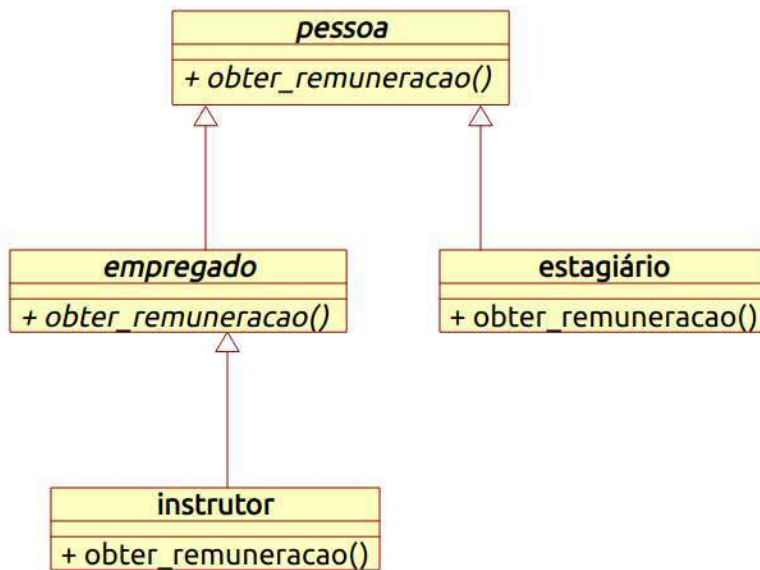 pessoa
+ obter_remuneracao()
empregado
+ obter_remuneracao()
estagiário
+ obter_remuneracao()
instrutor
+ obter_remuneracao()